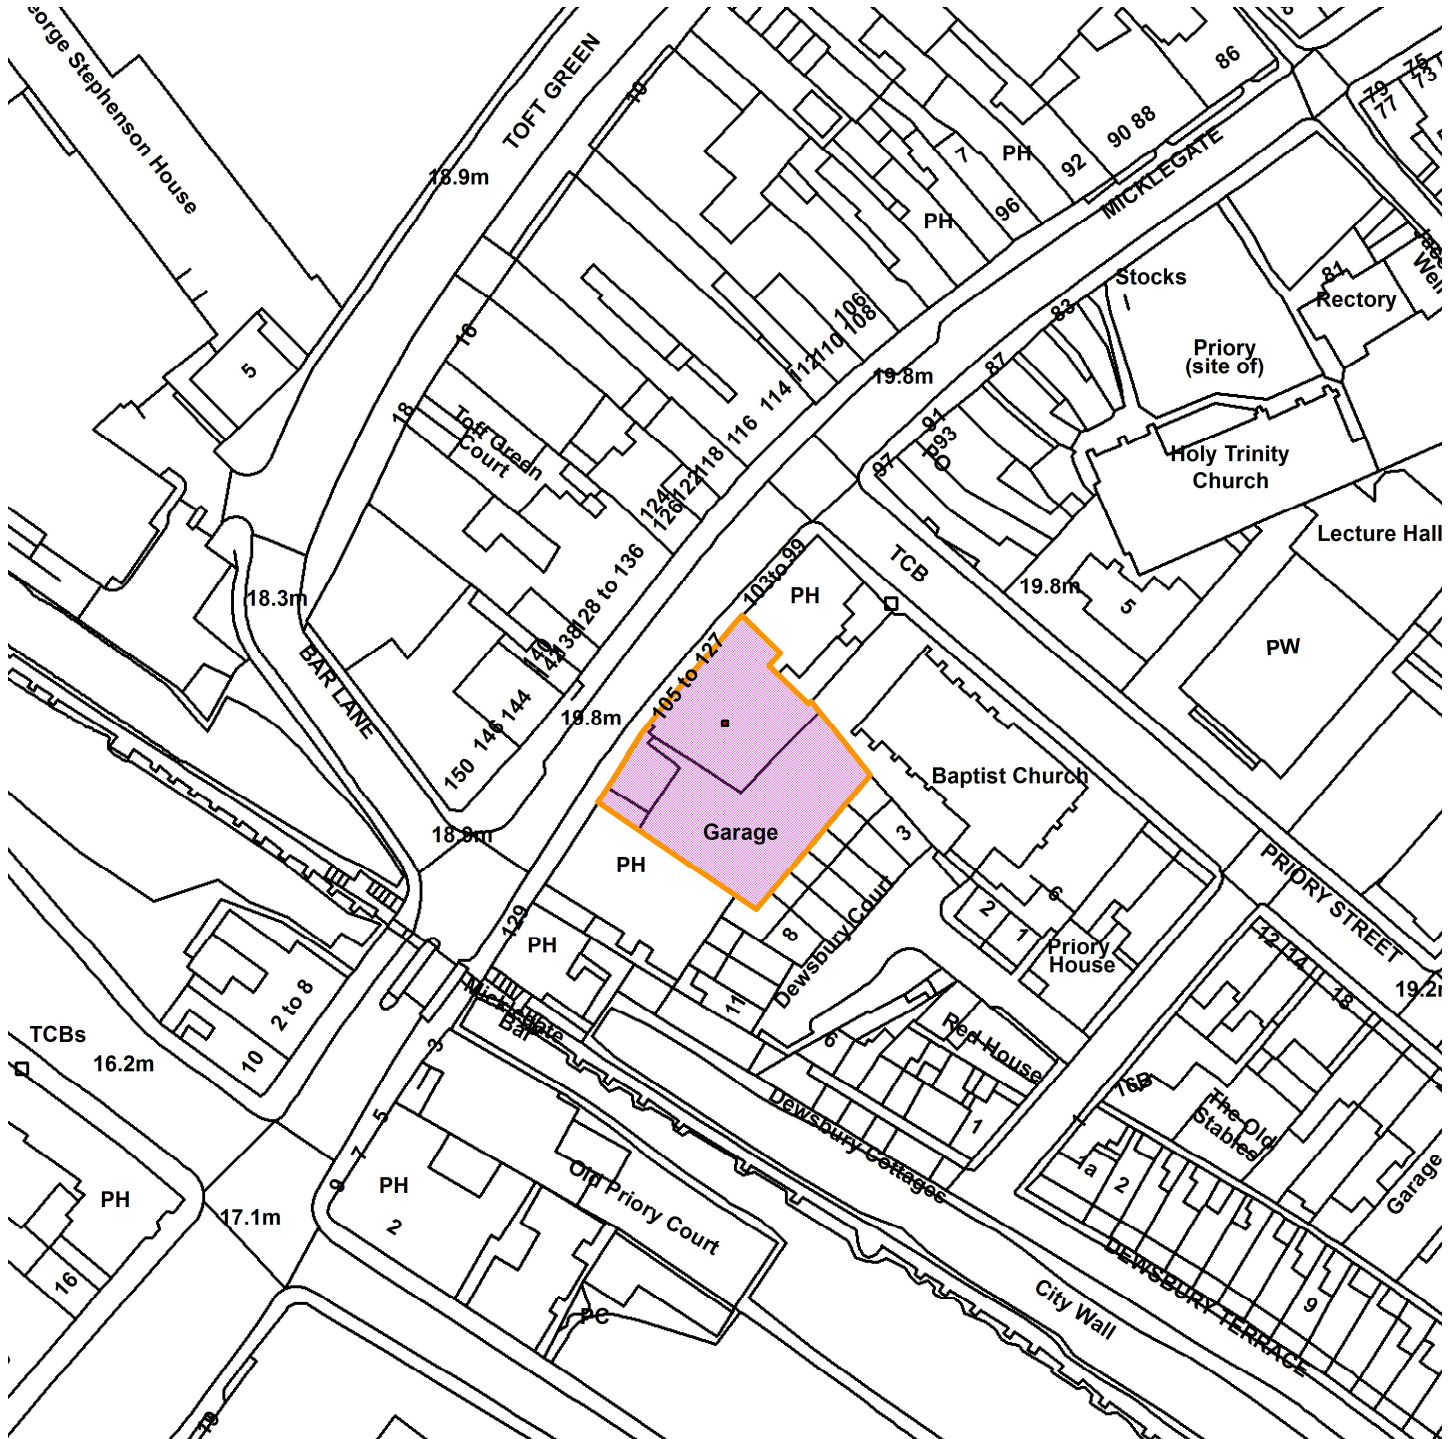 eorge Stephenson House
TOFT GREEN
10
86
75
73
79
77
90 88
PH
7
92
MICKLEGATE
18.9m
96
PH
Stocks
81
Rectory
Well
16
106
108
110
112
83
Priory
(site of)
5
87
19.8m
114
18
Toft Green
Court
116
91
93
PO
97
Holy Trinity
Church
118
122
124
126
Lecture Hall
128 to 136
103to 99
TCB
18.3m
PH
19.8m
5
138
140
142
PW
BAR LANE
105 to 127
144
146
19.8m
150
Baptist Church
18.9m
Garage
3
PH
PRIORY STREET
129
PH
8
Dewsbury Court
2
1
6
Priory
House
12
14
18
19.2m
2 to 8
10
Micklegate
Bar
11
6
Red House
TCBs
16.2m
3
5
7
9
Dewsbury Cottages
1
The Old
Stables
1a
2
Garage
PH
17.1m
PH
2
Old Priory Court
16
PC
City Wall
DEWSBURY TERRACE
9
19